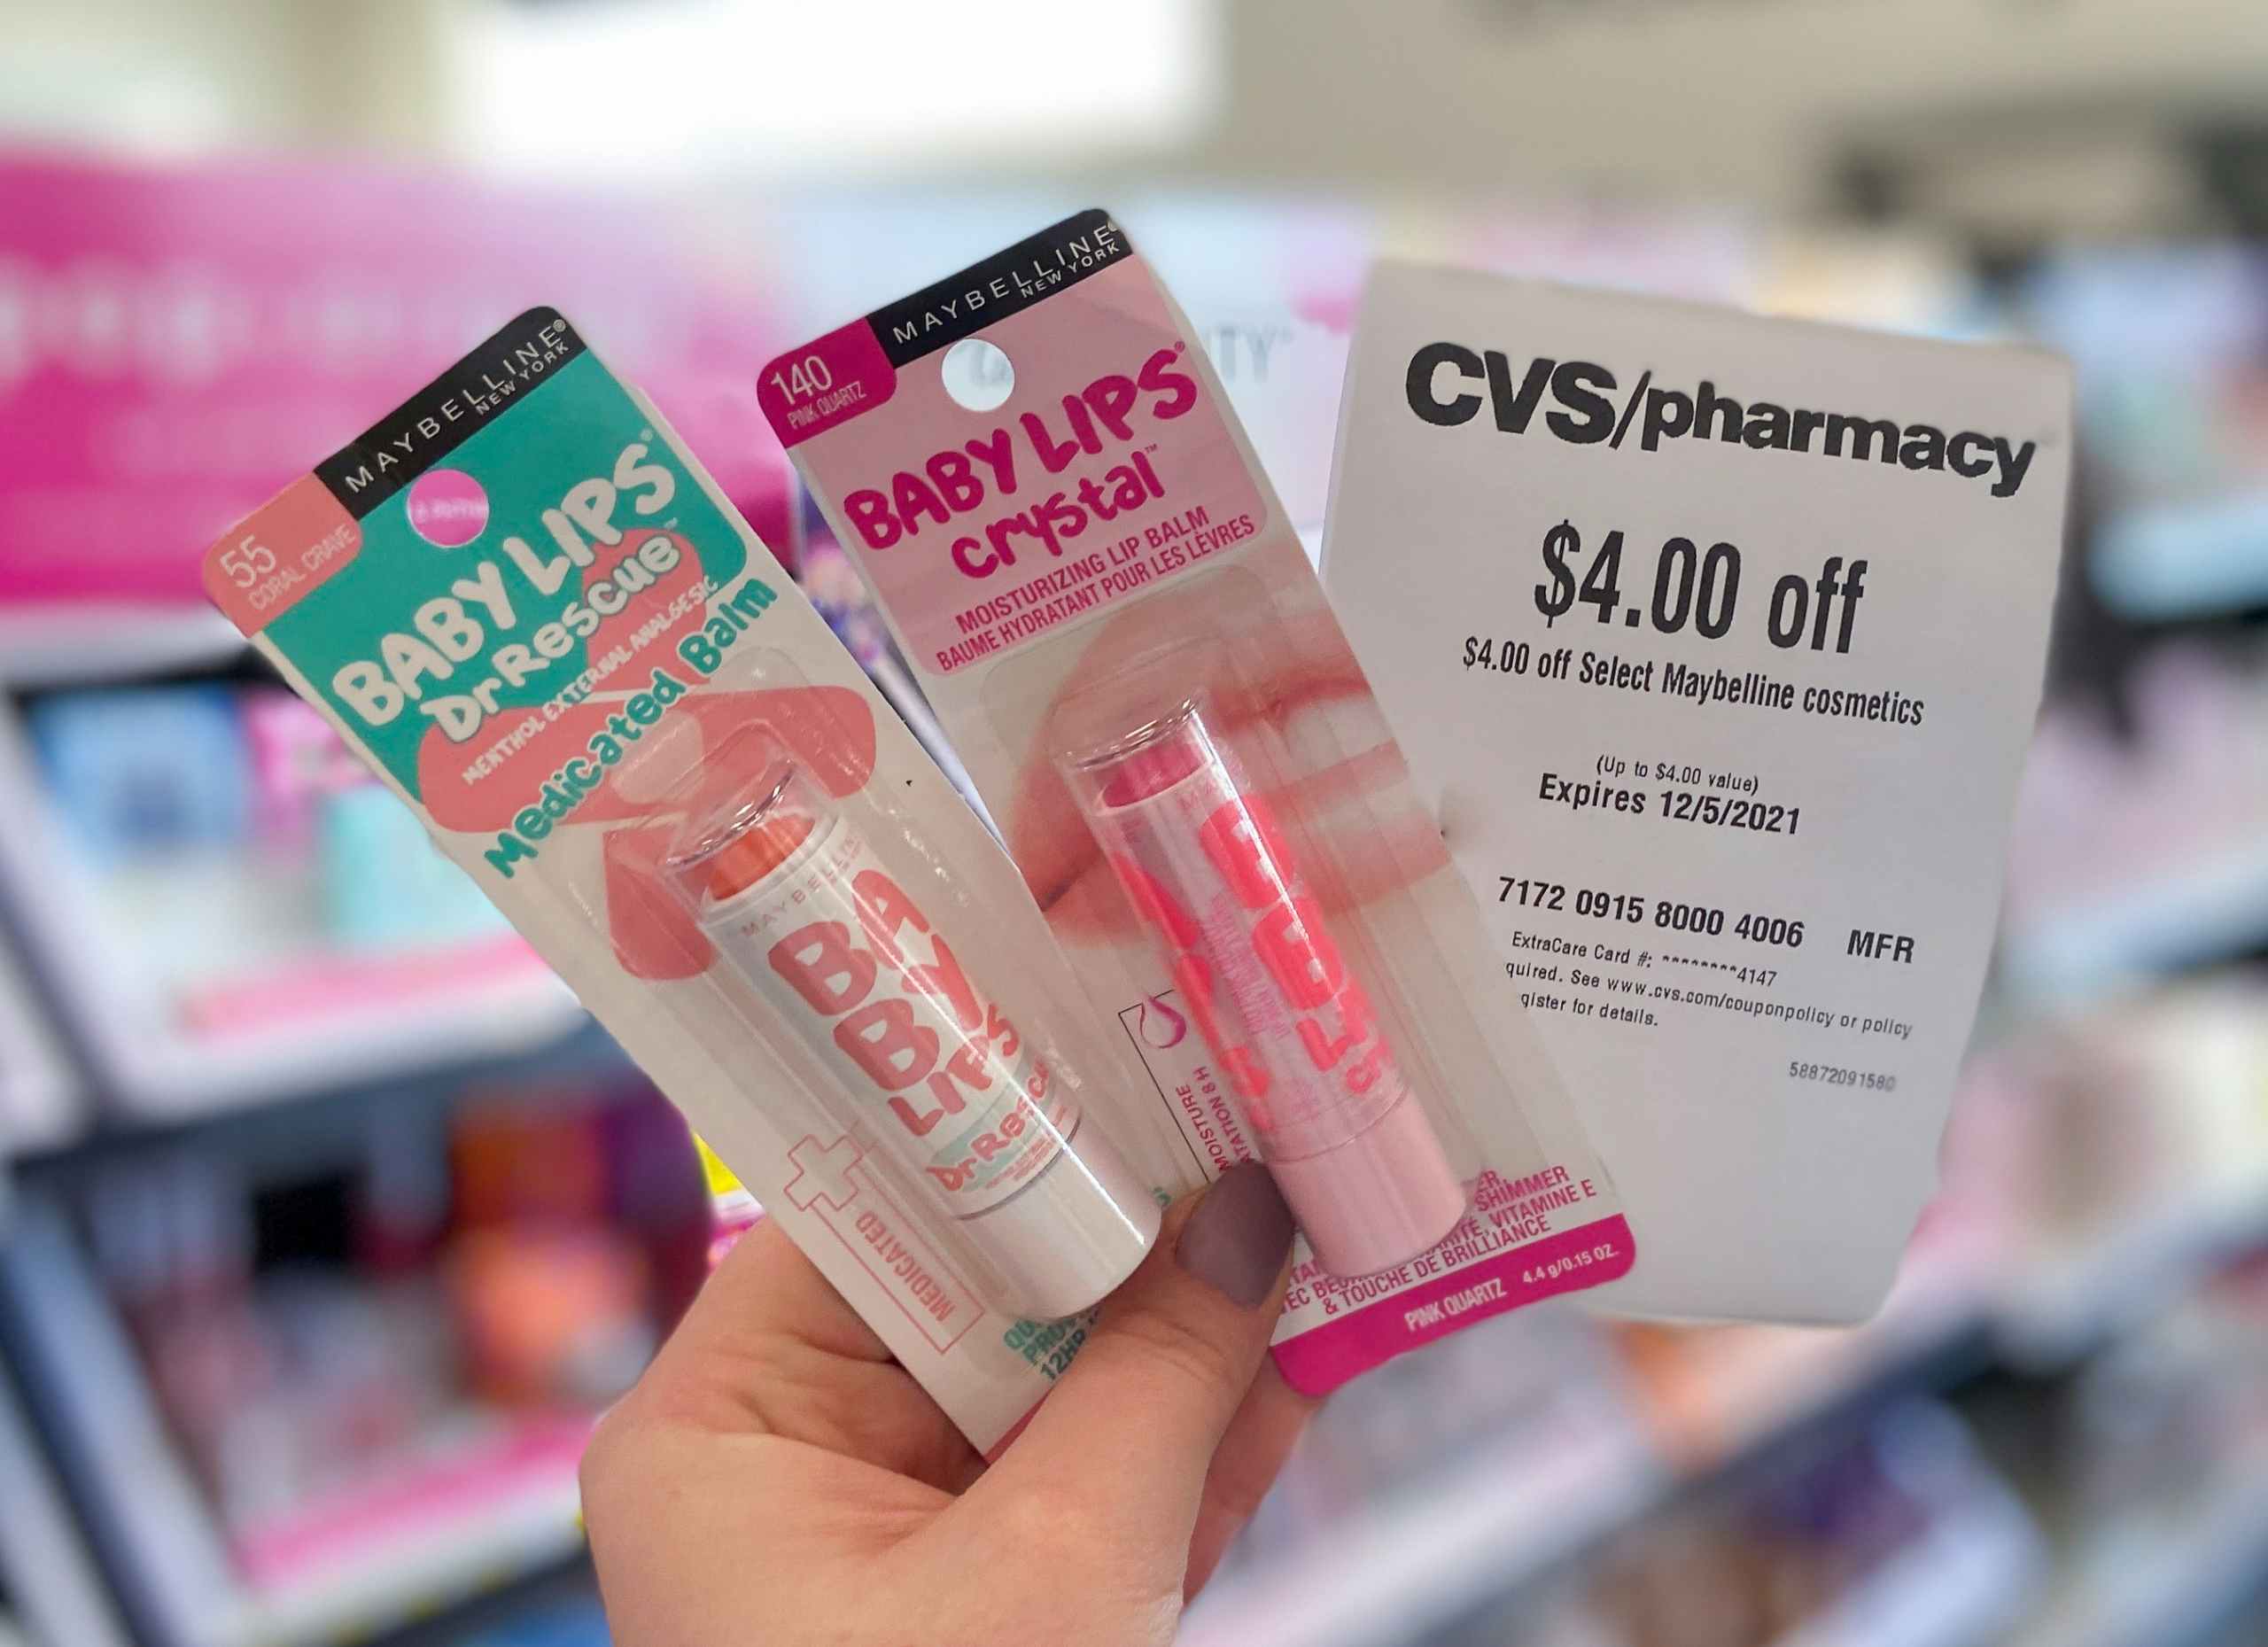 MAYBELLINE®
NEW YORK
55
CORAL CRAVE
BABY LIPS®
Dr Rescue™
MENTHOL EXTERNAL ANALGESIC
Medicated Balm
MAYBELLINE
BABY
LIPS
Dr Rescue
MEDICATED
12HR
MAYBELLINE®
NEW YORK
140
PINK QUARTZ
BABY LIPS®
crystal™
MOISTURIZING LIP BALM
BAUME HYDRATANT POUR LES LÈVRES
MOISTURE
8 H
SHIMMER
VITAMINE E
& TOUCHE DE BRILLIANCE
PINK QUARTZ 4.4 g/0.15 OZ.
CVS/pharmacy
$4.00 off
$4.00 off Select Maybelline cosmetics
(Up to $4.00 value)
Expires 12/5/2021
7172 0915 8000 4006 MFR
ExtraCare Card #: ********4147
quired. See www.cvs.com/couponpolicy or policy
gister for details.
58872091580